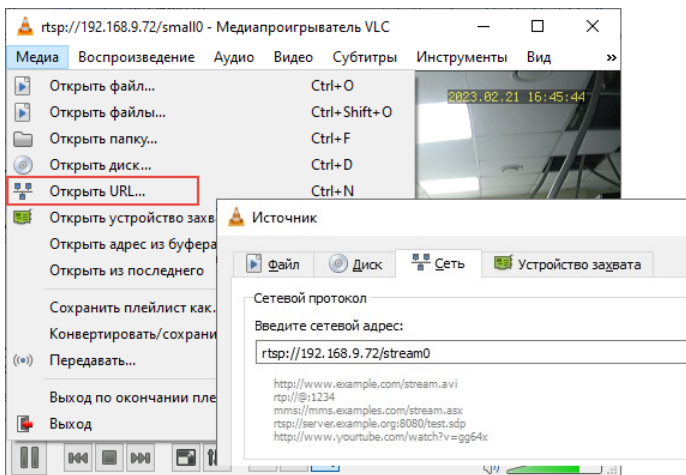 rtsp://192.168.9.72/small0 - Медиапроигрыватель VLC
Медиа Воспроизведение Аудио Видео Субтитры Инструменты Вид »
Открыть файл... Ctrl+O
Открыть файлы... Ctrl+Shift+O
Открыть папку... Ctrl+F
Открыть диск... Ctrl+D
Открыть URL... Ctrl+N
Открыть устройство захв
Открыть адрес из буфера
Открыть из последнего
Сохранить плейлист как.
Конвертировать/сохрани
Передавать...
Выход по окончании пле
Выход
2023.02.21 16:45:44
Источник
Файл Диск Сеть Устройство захвата
Сетевой протокол
Введите сетевой адрес:
rtsp://192.168.9.72/stream0
http://www.example.com/stream.avi
rtp://@:1234
mms://mms.examples.com/stream.asx
rtsp://server.example.org:8080/test.sdp
http://www.yourtube.com/watch?v=gg64x